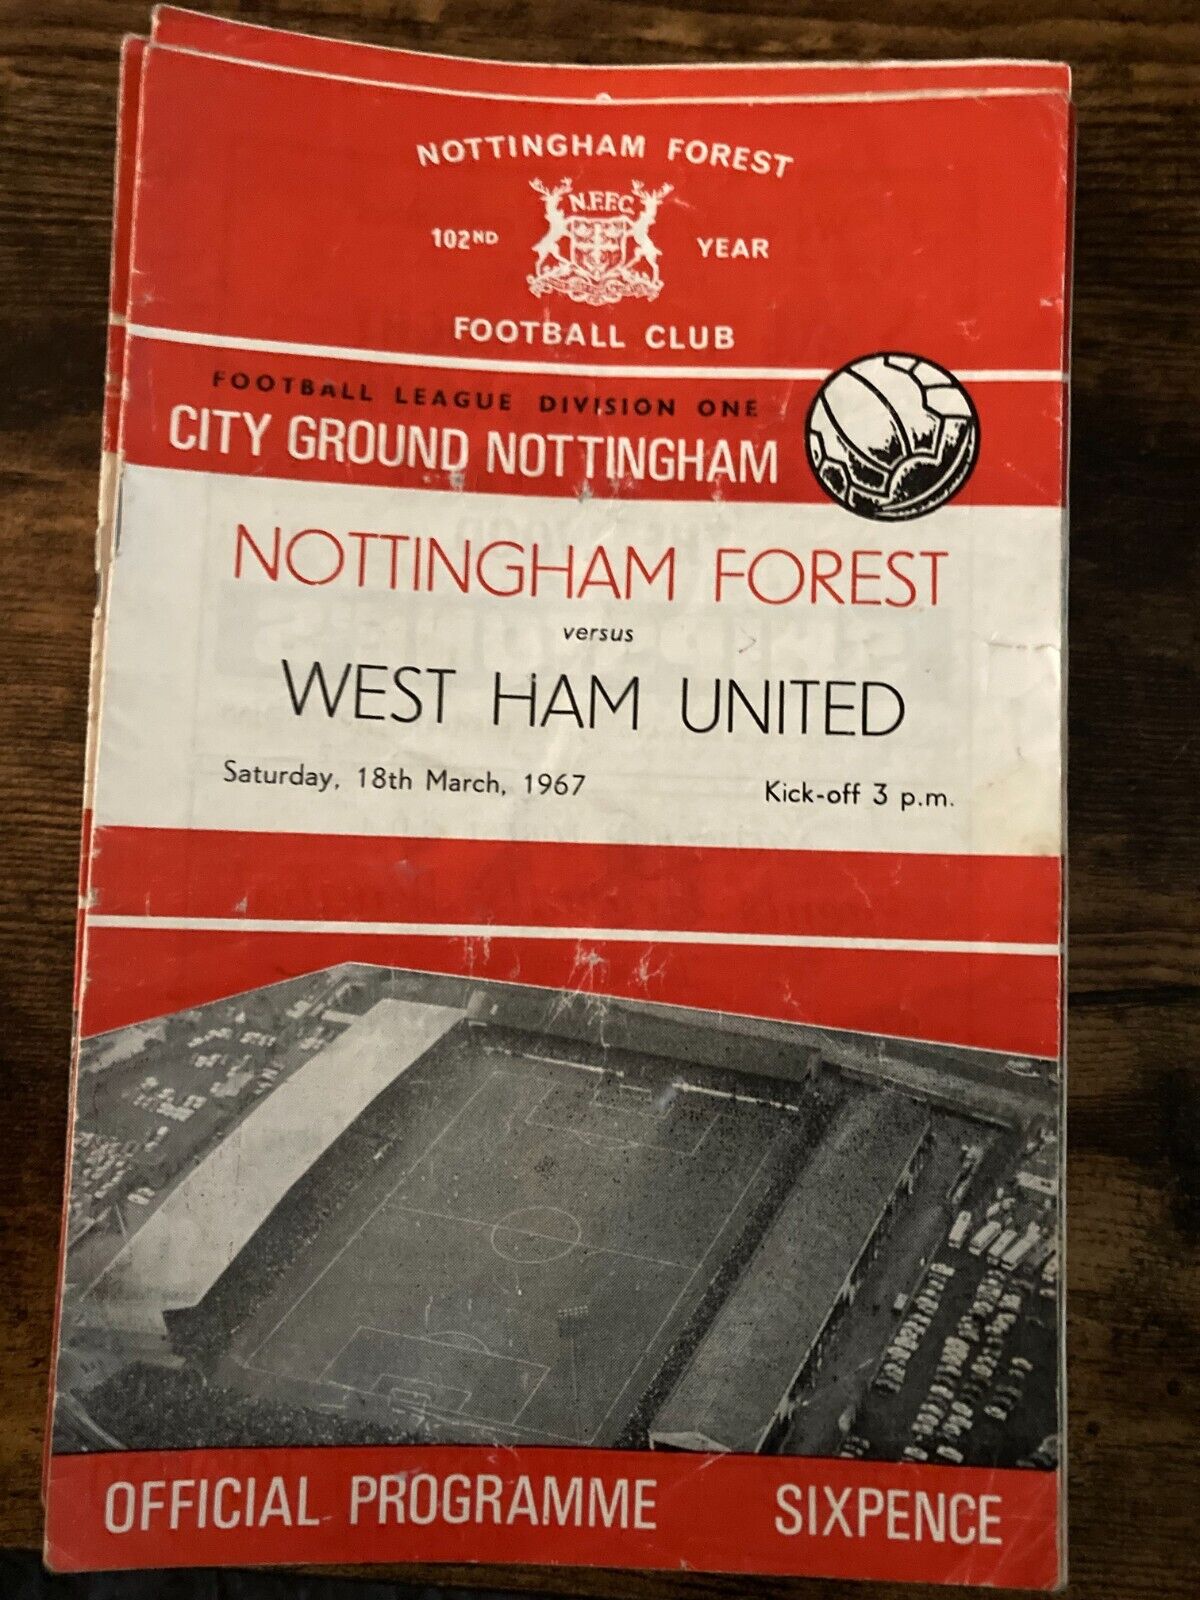 NOTTINGHAM FOREST
N.F.F.C.
102ND YEAR
FOOTBALL CLUB
FOOTBALL LEAGUE DIVISION ONE
CITY GROUND NOTTINGHAM
NOTTINGHAM FOREST
versus
WEST HAM UNITED
Saturday, 18th March, 1967 Kick-off 3 p.m.
OFFICIAL PROGRAMME SIXPENCE